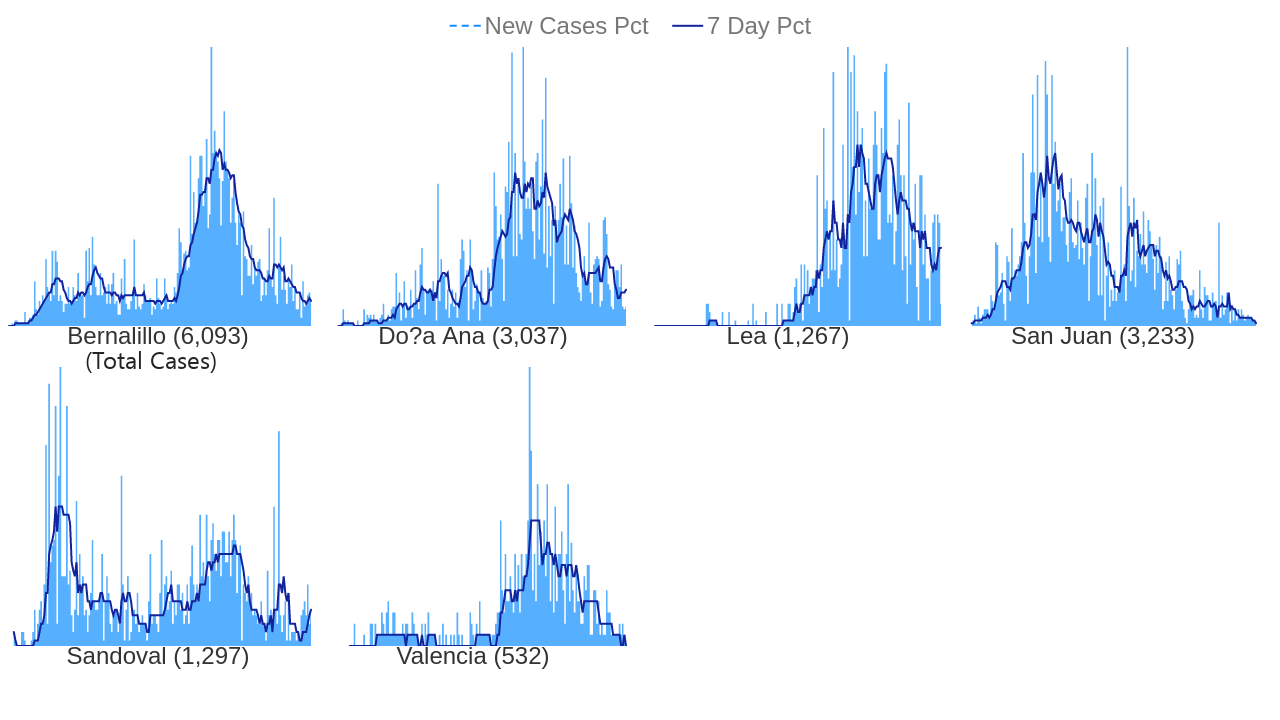 New Cases Pct 7 Day Pct
Bernalillo (6,093)
(Total Cases)
Do?a Ana (3,037)
Lea (1,267)
San Juan (3,233)
Sandoval (1,297)
Valencia (532)